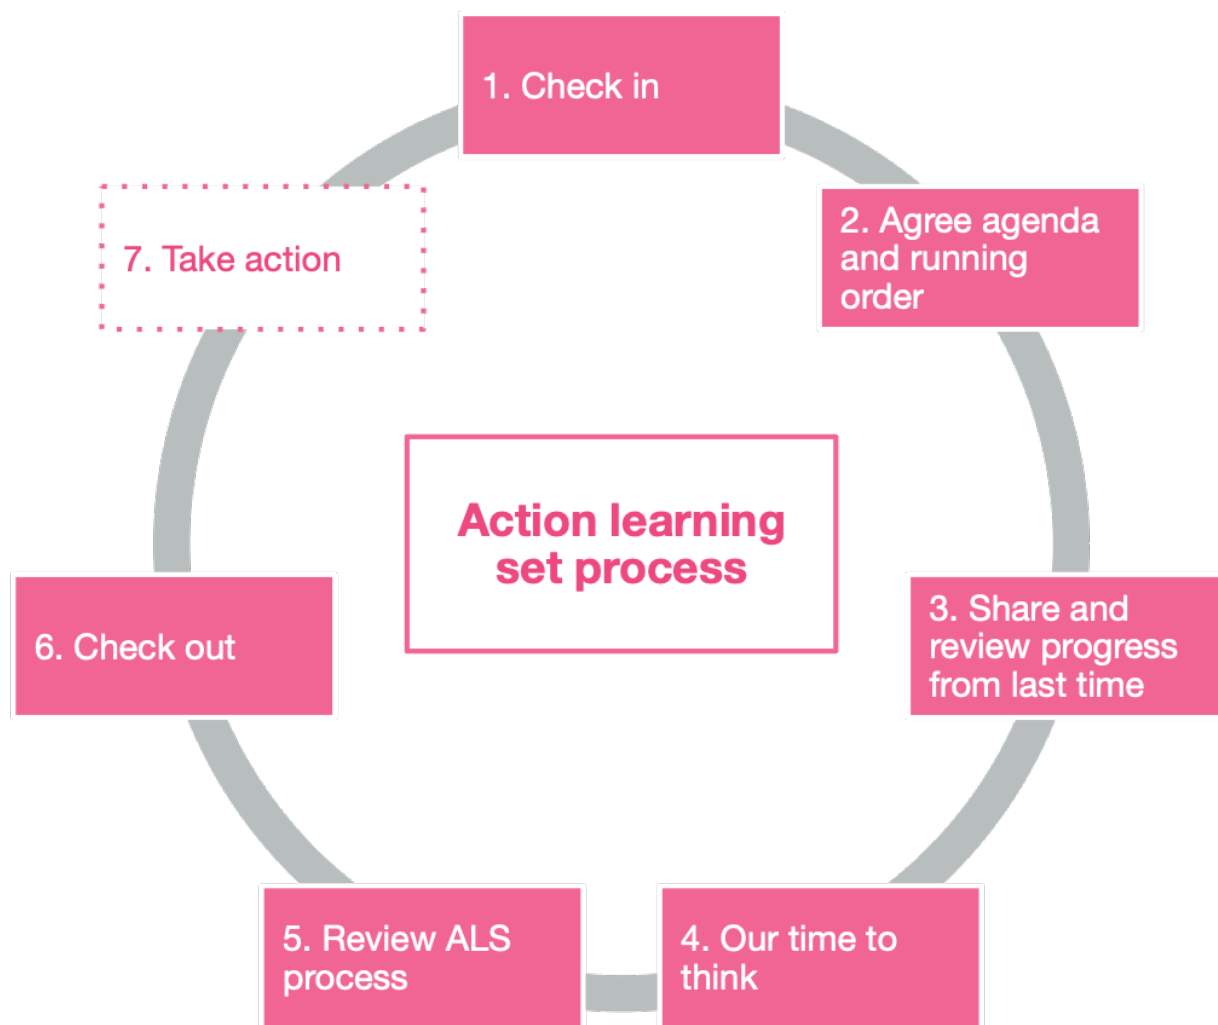 1. Check in
2. Agree agenda
and running
order
3. Share and
review progress
from last time
4. Our time to
think
5. Review ALS
process
6. Check out
7. Take action
Action learning
set process